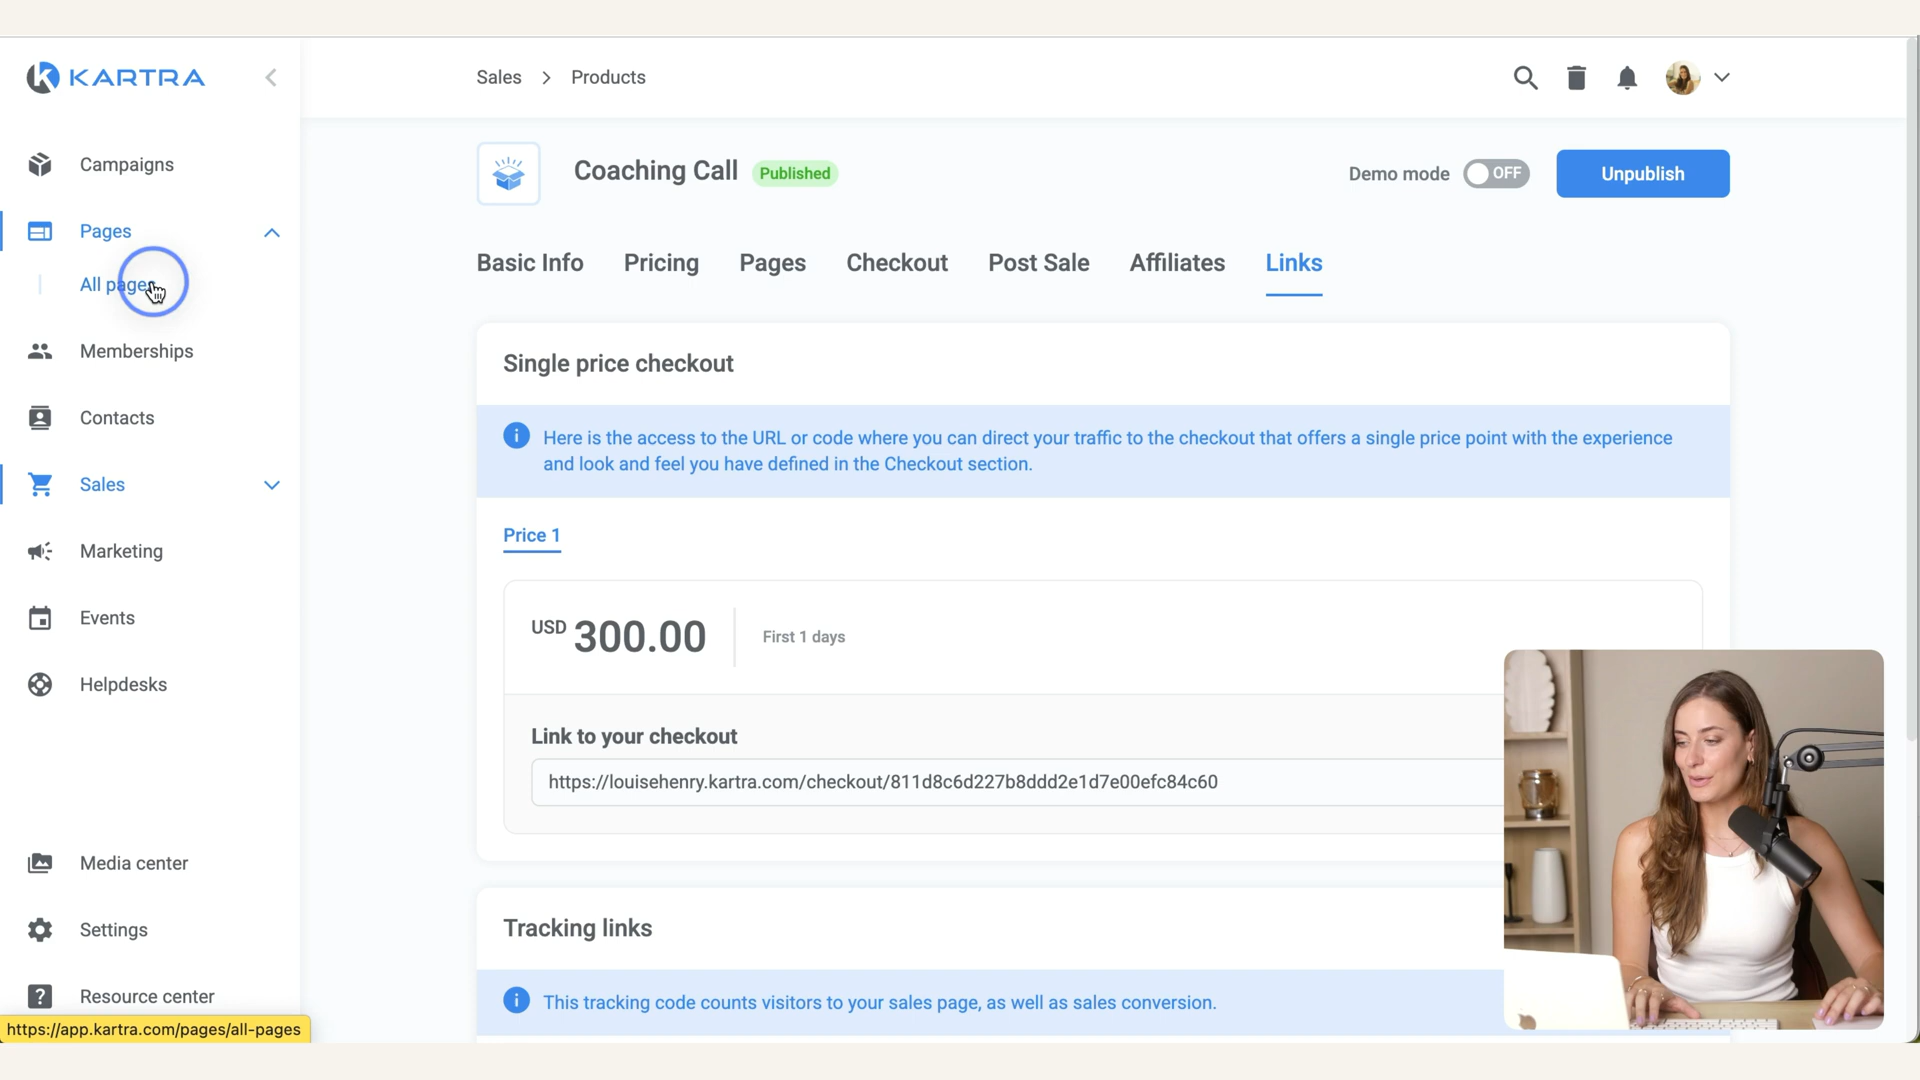 KARTRA
Sales > Products
Campaigns
Pages
All pages
Memberships
Contacts
Sales
Marketing
Events
Helpdesks
Media center
Settings
Resource center
https://app.kartra.com/pages/all-pages
Coaching Call Published
Demo mode OFF Unpublish
Basic Info Pricing Pages Checkout Post Sale Affiliates Links
Single price checkout
Here is the access to the URL or code where you can direct your traffic to the checkout that offers a single price point with the experience
and look and feel you have defined in the Checkout section.
Price 1
USD 300.00 First 1 days
Link to your checkout
https://louisehenry.kartra.com/checkout/811d8c6d227b8ddd2e1d7e00efc84c60
Tracking links
This tracking code counts visitors to your sales page, as well as sales conversion.